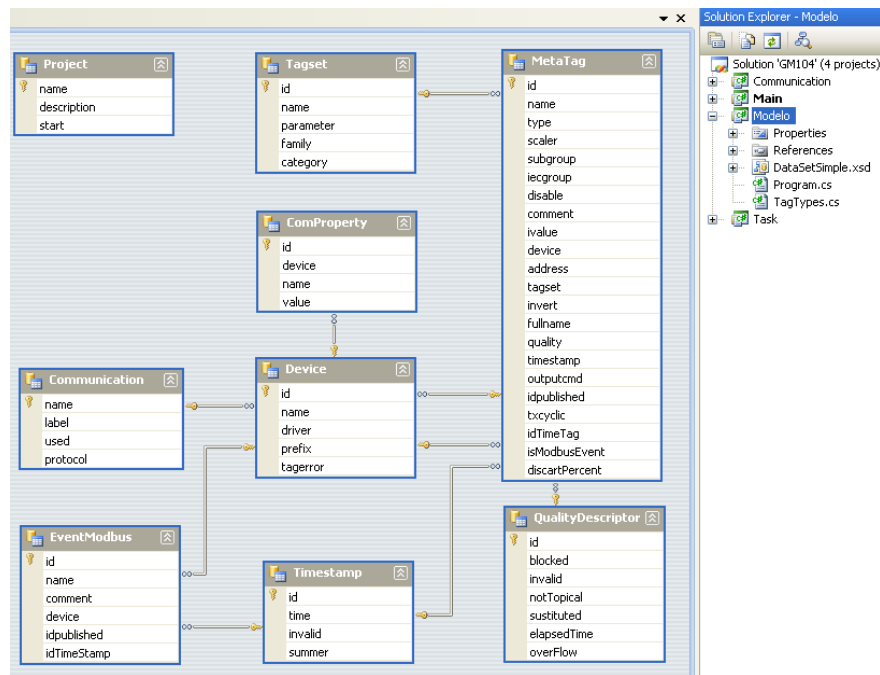 Project
name
description
start
Tagset
id
name
parameter
family
category
MetaTag
id
name
type
scaler
subgroup
iecgroup
disable
comment
ivalue
device
address
tagset
invert
fullname
quality
timestamp
outputcmd
idpublished
txcyclic
idTimeTag
isModbusEvent
discartPercent
ComProperty
id
device
name
value
Communication
name
label
used
protocol
Device
id
name
driver
prefix
tagerror
EventModbus
id
name
comment
device
idpublished
idTimeStamp
Timestamp
id
time
invalid
summer
QualityDescriptor
id
blocked
invalid
notTopical
sustituted
elapsedTime
overFlow
Solution Explorer - Modelo
Solution 'GM104' (4 projects)
Communication
Main
Modelo
Properties
References
DataSetSimple.xsd
Program.cs
TagTypes.cs
Task